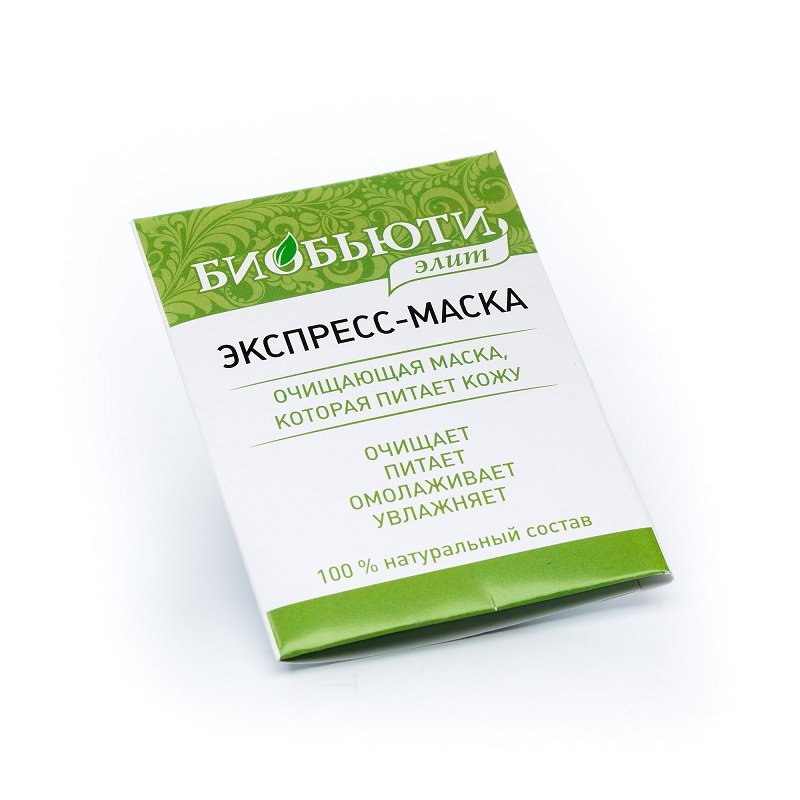 БИОБЬЮТИ
элит
ЭКСПРЕСС-МАСКА
ОЧИЩАЮЩАЯ МАСКА,
КОТОРАЯ ПИТАЕТ КОЖУ
ОЧИЩАЕТ
ПИТАЕТ
ОМОЛАЖИВАЕТ
УВЛАЖНЯЕТ
100 % натуральный состав